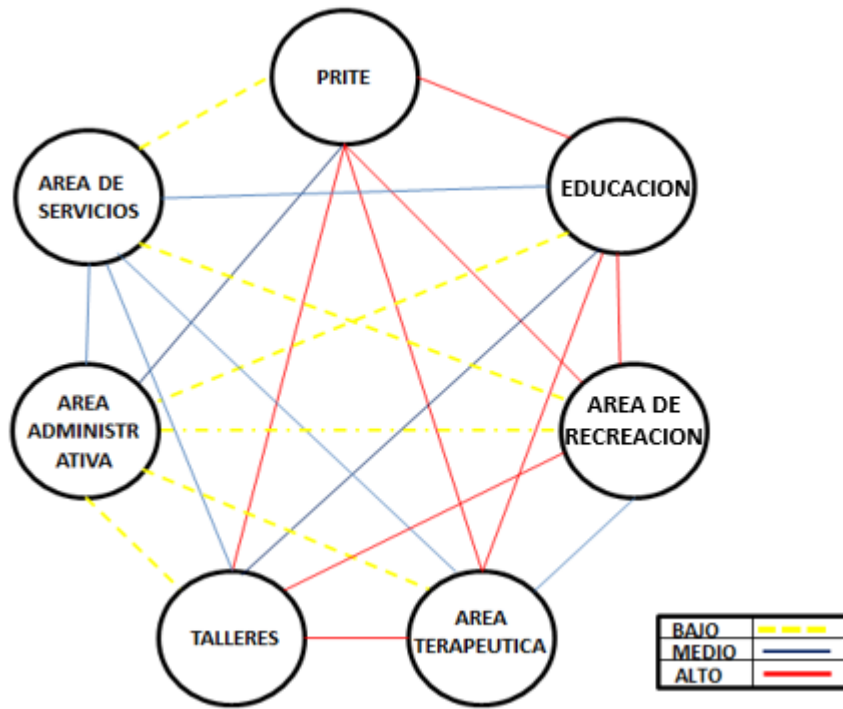 PRITE
AREA DE
SERVICIOS
EDUCACION
AREA
ADMINISTR
ATIVA
AREA DE
RECREACION
TALLERES
AREA
TERAPEUTICA
BAJO
MEDIO
ALTO